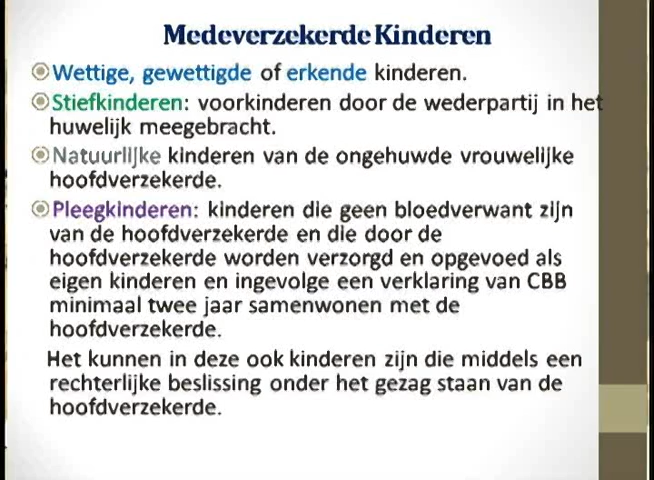 Medeverzekerde Kinderen
Wettige, gewettigde of erkende kinderen.
Stiefkinderen: voorkinderen door de wederpartij in het
huwelijk meegebracht.
Natuurlijke kinderen van de ongehuwde vrouwelijke
hoofdverzekerde.
Pleegkinderen: kinderen die geen bloedverwant zijn
van de hoofdverzekerde en die door de
hoofdverzekerde worden verzorgd en opgevoed als
eigen kinderen en ingevolge een verklaring van CBB
minimaal twee jaar samenwonen met de
hoofdverzekerde.
Het kunnen in deze ook kinderen zijn die middels een
rechterlijke beslissing onder het gezag staan van de
hoofdverzekerde.